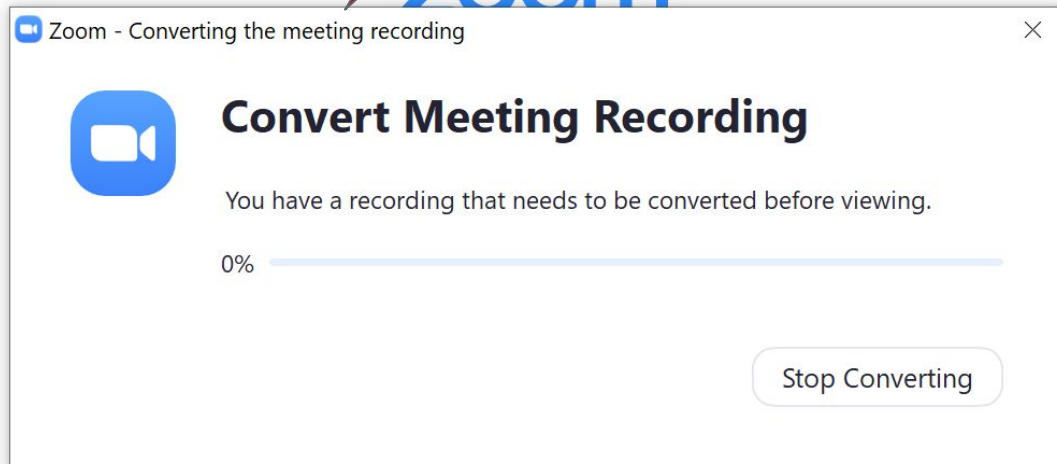 zoom
Zoom - Converting the meeting recording
Convert Meeting Recording
You have a recording that needs to be converted before viewing.
0%
Stop Converting